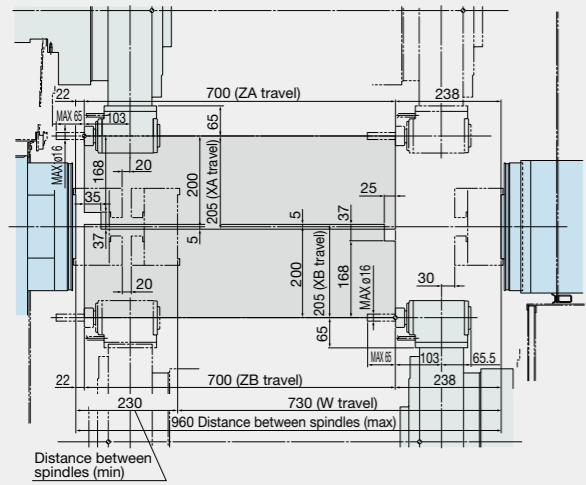 22
700 (ZA travel)
238
MAX 65
103
65
MAX ø16
168
20
200
205 (XA travel)
35
25
5
37
37
5
20
200
205 (XB travel)
168
30
MAX ø16
65
MAX 65
103
65.5
22
700 (ZB travel)
238
230
730 (W travel)
960 Distance between spindles (max)
Distance between
spindles (min)